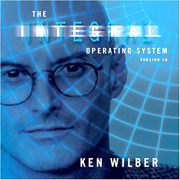 THE
INTEGRAL
OPERATING SYSTEM
VERSION 1.0
KEN WILBER